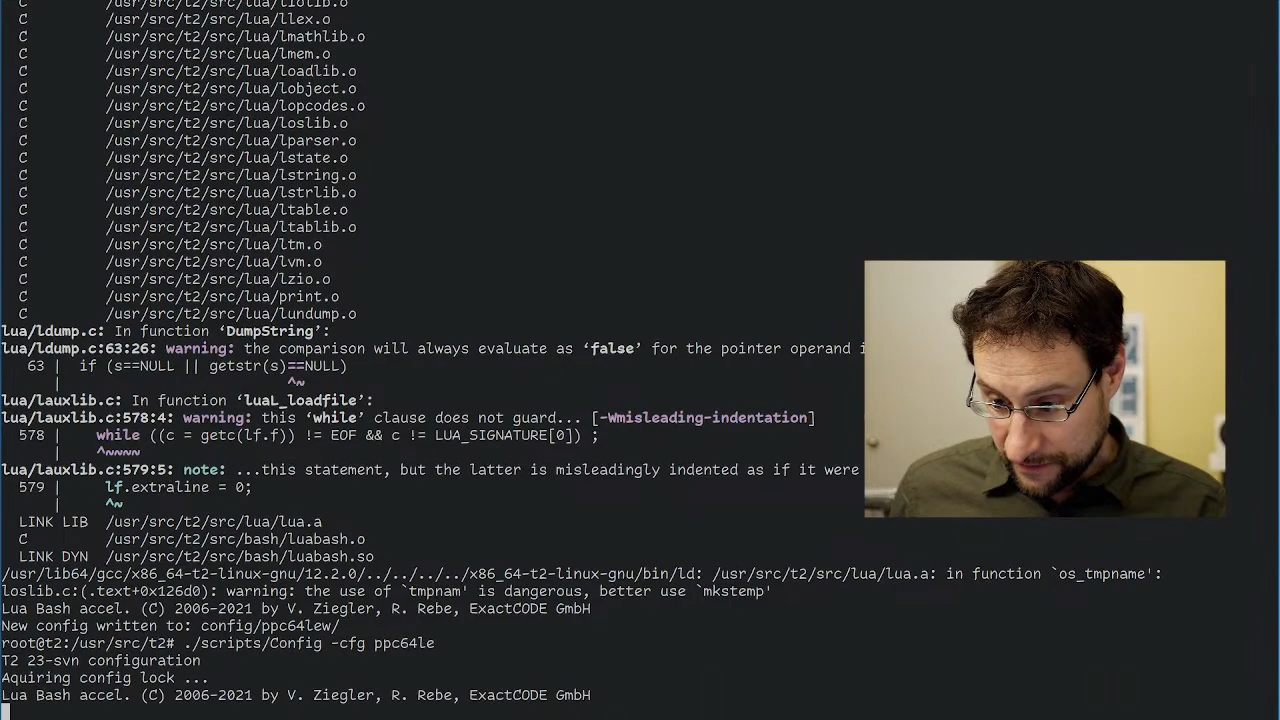 C /usr/src/t2/src/lua/liolib.o
C /usr/src/t2/src/lua/llex.o
C /usr/src/t2/src/lua/lmathlib.o
C /usr/src/t2/src/lua/lmem.o
C /usr/src/t2/src/lua/loadlib.o
C /usr/src/t2/src/lua/lobject.o
C /usr/src/t2/src/lua/lopcodes.o
C /usr/src/t2/src/lua/loslib.o
C /usr/src/t2/src/lua/lparser.o
C /usr/src/t2/src/lua/lstate.o
C /usr/src/t2/src/lua/lstring.o
C /usr/src/t2/src/lua/lstrlib.o
C /usr/src/t2/src/lua/ltable.o
C /usr/src/t2/src/lua/ltablib.o
C /usr/src/t2/src/lua/ltm.o
C /usr/src/t2/src/lua/lvm.o
C /usr/src/t2/src/lua/lzio.o
C /usr/src/t2/src/lua/print.o
C /usr/src/t2/src/lua/lundump.o
lua/ldump.c: In function ‘DumpString’:
lua/ldump.c:63:26: warning: the comparison will always evaluate as ‘false’ for the pointer operand i
63 | if (s==NULL || getstr(s)==NULL)
| ^~
lua/lauxlib.c: In function ‘luaL_loadfile’:
lua/lauxlib.c:578:4: warning: this ‘while’ clause does not guard... [-Wmisleading-indentation]
578 | while ((c = getc(lf.f)) != EOF && c != LUA_SIGNATURE[0]) ;
| ^~~~~
lua/lauxlib.c:579:5: note: ...this statement, but the latter is misleadingly indented as if it were
579 | lf.extraline = 0;
| ^~
LINK LIB /usr/src/t2/src/lua/lua.a
C /usr/src/t2/src/bash/luabash.o
LINK DYN /usr/src/t2/src/bash/luabash.so
/usr/lib64/gcc/x86_64-t2-linux-gnu/12.2.0/../../../../x86_64-t2-linux-gnu/bin/ld: /usr/src/t2/src/lua/lua.a: in function `os_tmpname':
loslib.c:(.text+0x126d0): warning: the use of `tmpnam' is dangerous, better use `mkstemp'
Lua Bash accel. (C) 2006-2021 by V. Ziegler, R. Rebe, ExactCODE GmbH
New config written to: config/ppc64lew/
root@t2:/usr/src/t2# ./scripts/Config -cfg ppc64le
T2 23-svn configuration
Aquiring config lock ...
Lua Bash accel. (C) 2006-2021 by V. Ziegler, R. Rebe, ExactCODE GmbH